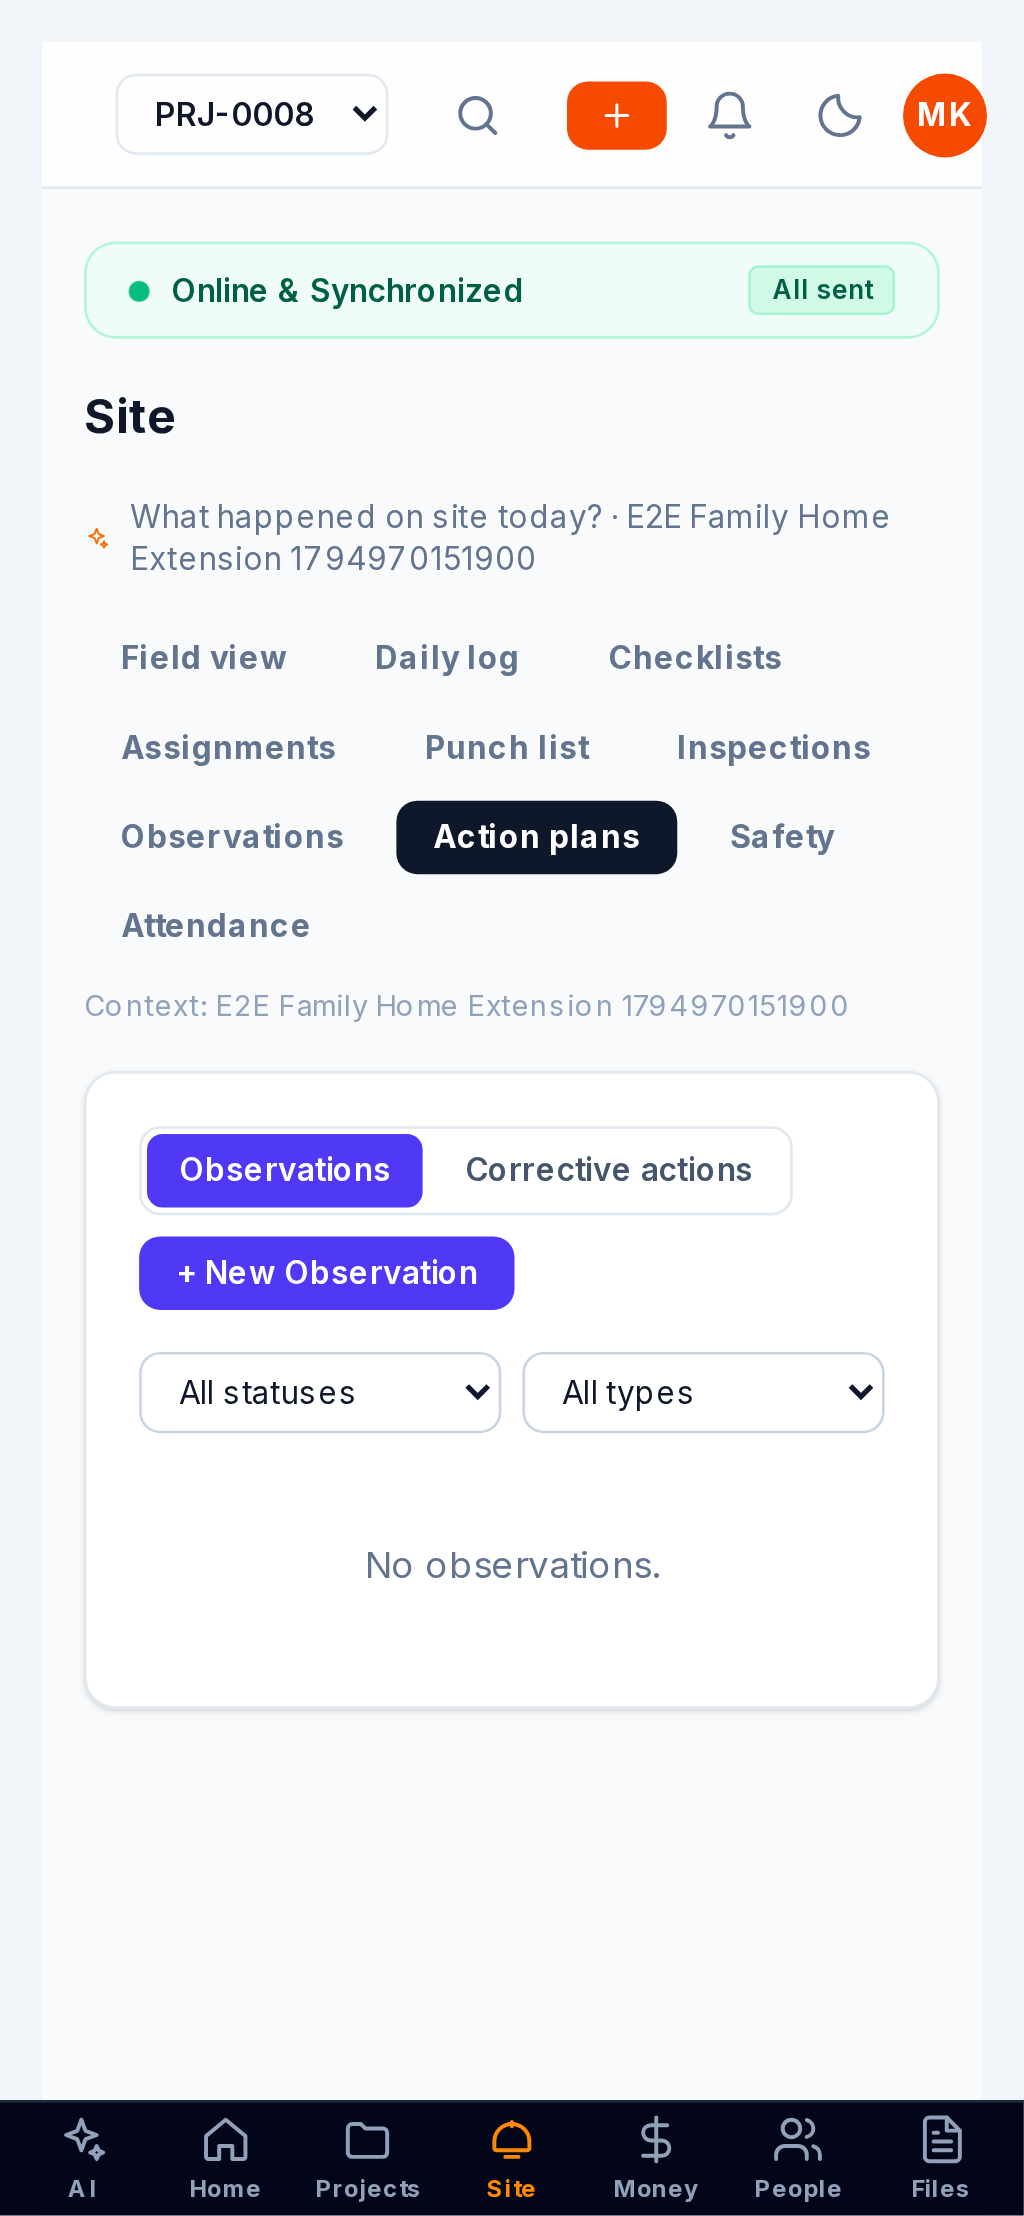 PRJ-0008
MK
Online & Synchronized
All sent
Site
What happened on site today? · E2E Family Home
Extension 1794970151900
Field view Daily log Checklists
Assignments Punch list Inspections
Observations Action plans Safety
Attendance
Context: E2E Family Home Extension 1794970151900
Observations Corrective actions
+ New Observation
All statuses All types
No observations.
AI Home Projects Site Money People Files